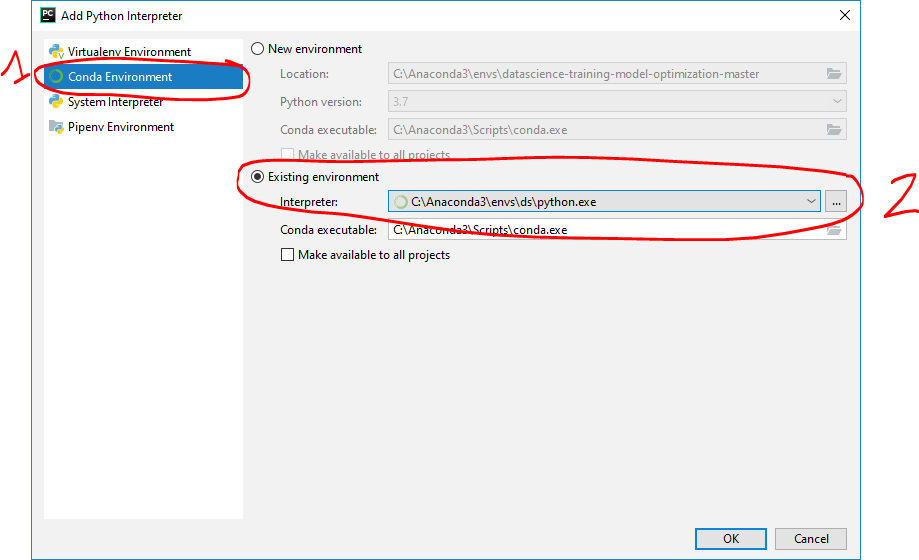 PC Add Python Interpreter
1
Virtualenv Environment
Conda Environment
System Interpreter
Pipenv Environment
New environment
Location: C:\Anaconda3\envs\datascience-training-model-optimization-master
Python version: 3.7
Conda executable: C:\Anaconda3\Scripts\conda.exe
Make available to all projects
Existing environment
Interpreter: C:\Anaconda3\envs\ds\python.exe ...
2
Conda executable: C:\Anaconda3\Scripts\conda.exe
Make available to all projects
OK Cancel